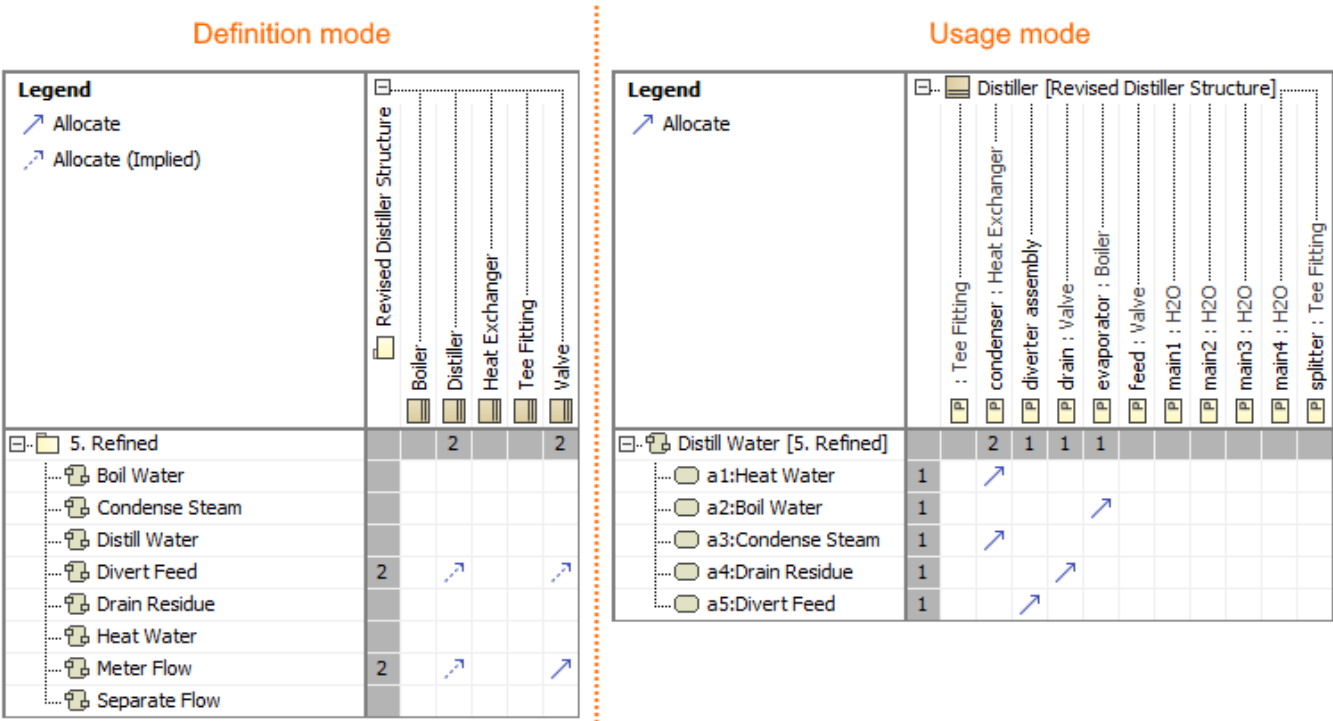 Definition mode
Usage mode
Legend
Allocate
Allocate (Implied)
Revised Distiller Structure
Boiler
Distiller
Heat Exchanger
Tee Fitting
Valve
5. Refined
2 2
Boil Water
Condense Steam
Distill Water
Divert Feed 2
Drain Residue
Heat Water
Meter Flow 2
Separate Flow
Legend
Allocate
Distiller [Revised Distiller Structure]
P : Tee Fitting
P condenser : Heat Exchanger
P diverter assembly
P drain : Valve
P evaporator : Boiler
P feed : Valve
P main1 : H2O
P main2 : H2O
P main3 : H2O
P main4 : H2O
P splitter : Tee Fitting
Distill Water [5. Refined] 2 1 1 1
a1:Heat Water 1
a2:Boil Water 1
a3:Condense Steam 1
a4:Drain Residue 1
a5:Divert Feed 1